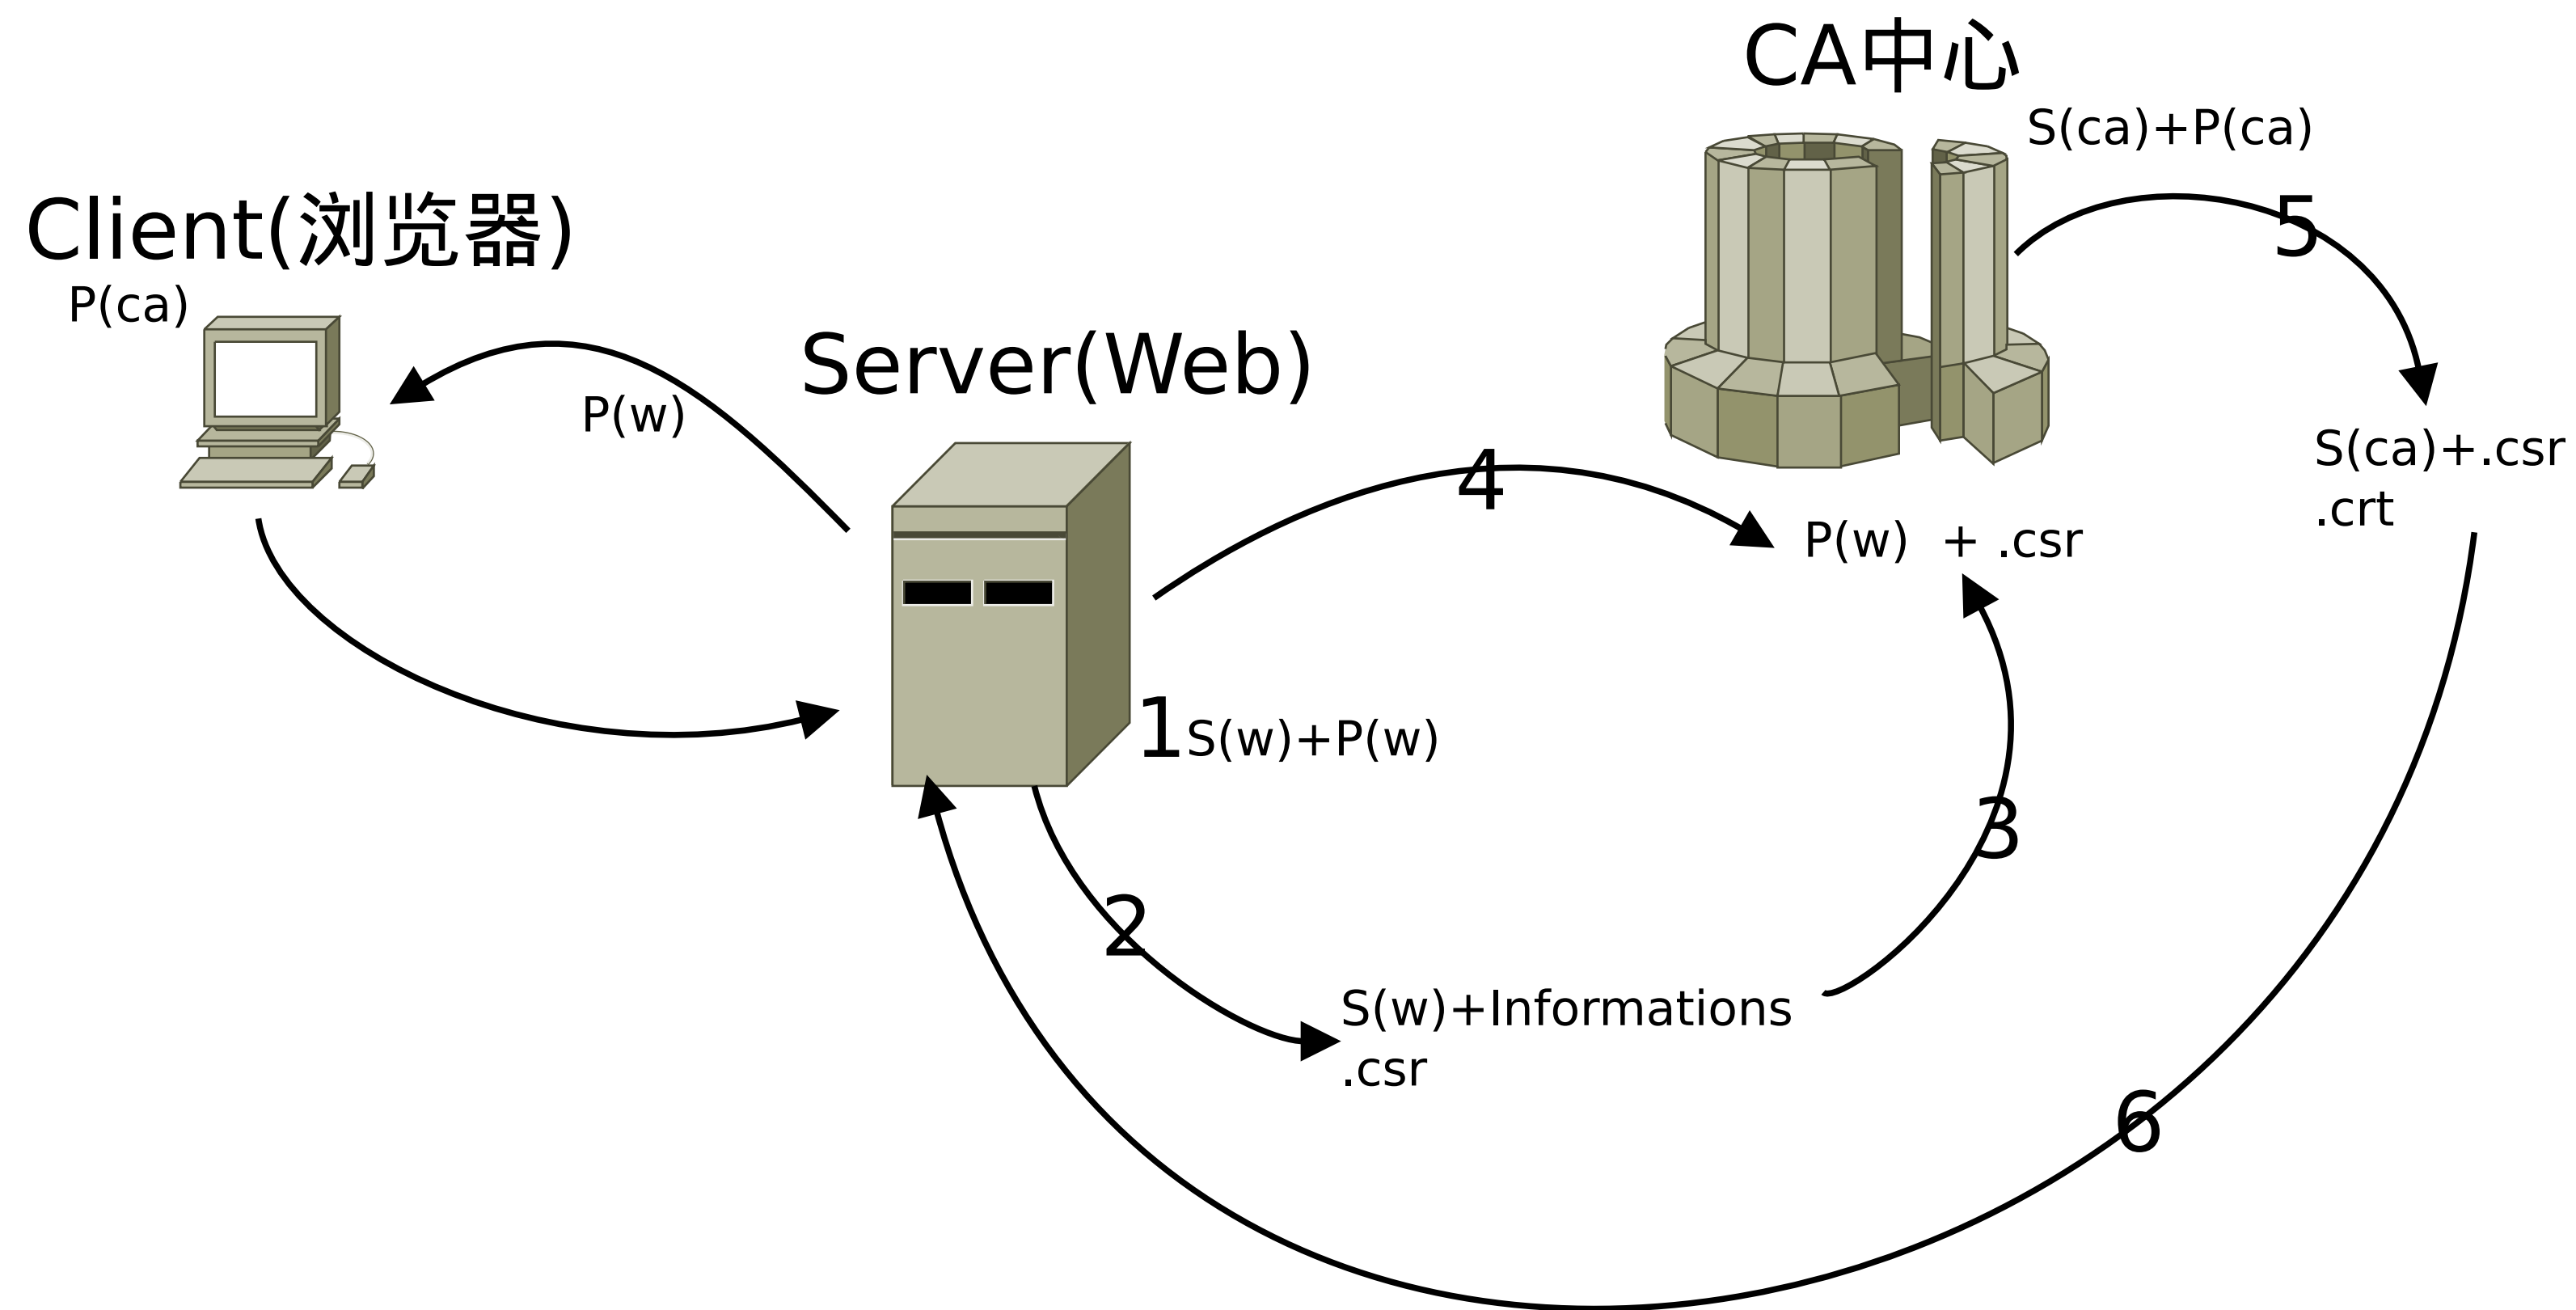 CA中心
S(ca)+P(ca)
Client(浏览器)
P(ca)
5
Server(Web)
P(w)
4
S(ca)+.csr
.crt
P(w)  + .csr
1
S(w)+P(w)
3
2
S(w)+Informations
.csr
6